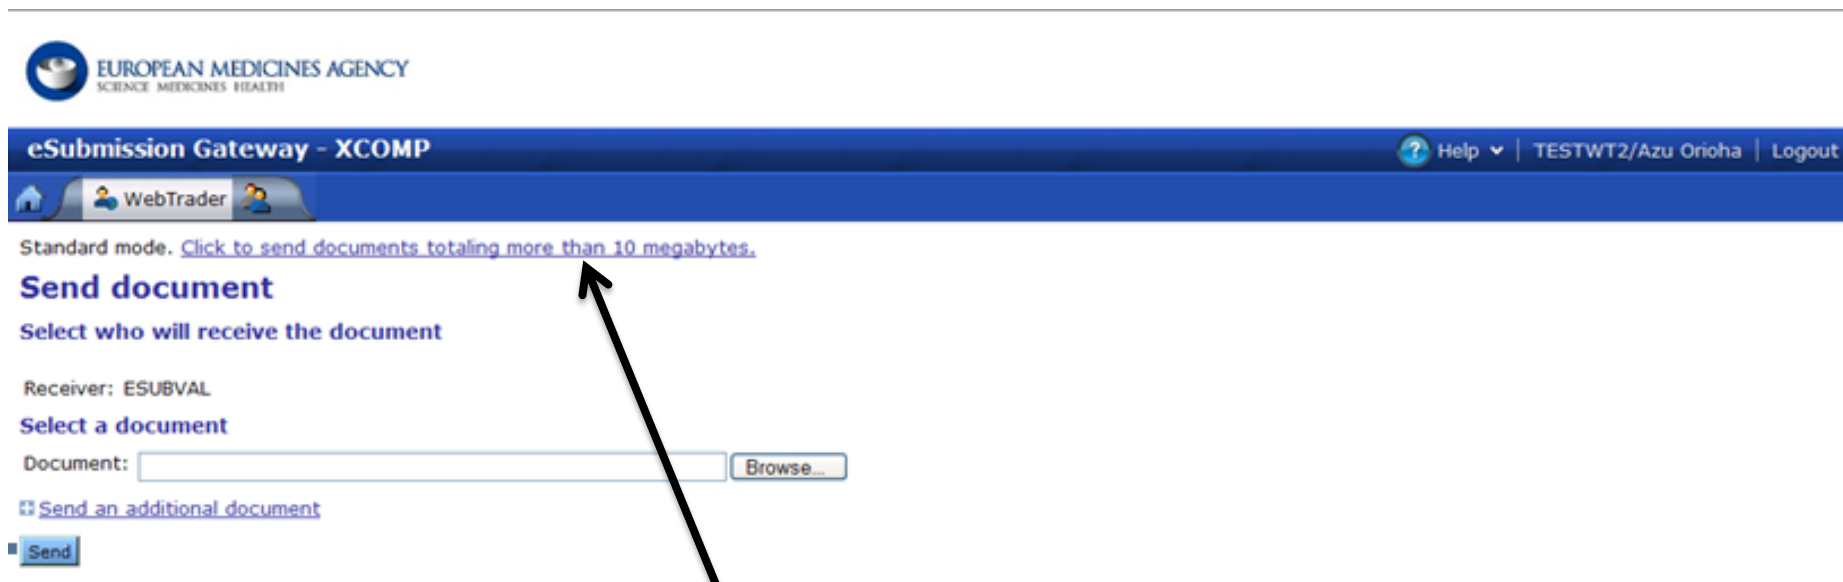 EUROPEAN MEDICINES AGENCY
SCIENCE MEDICINES HEALTH
eSubmission Gateway - XCOMP
Help | TESTWT2/Azu Orioha | Logout
WebTrader
Standard mode. Click to send documents totaling more than 10 megabytes.
Send document
Select who will receive the document
Receiver: ESUBVAL
Select a document
Document: Browse...
Send an additional document
Send